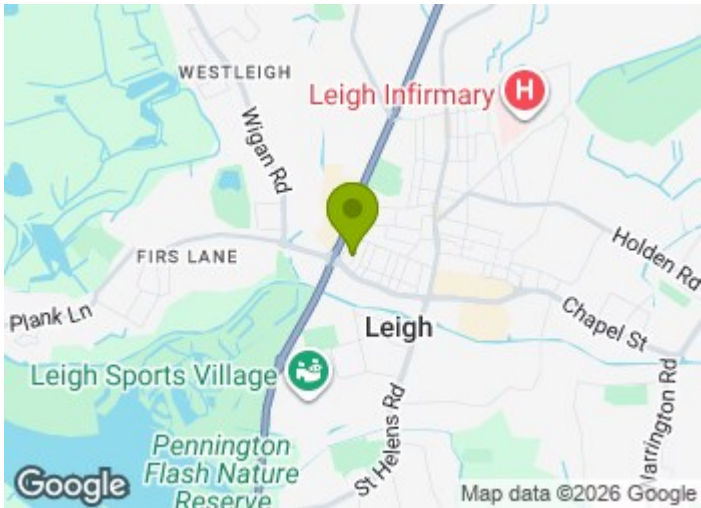 WESTLEIGH
Leigh Infirmary
H
Wigan Rd
FIRS LANE
Holden Rd
Plank Ln
Chapel St
Leigh
Leigh Sports Village
Warrington Rd
St Helens Rd
Pennington
Flash Nature
Reserve
Google
Map data ©2026 Google